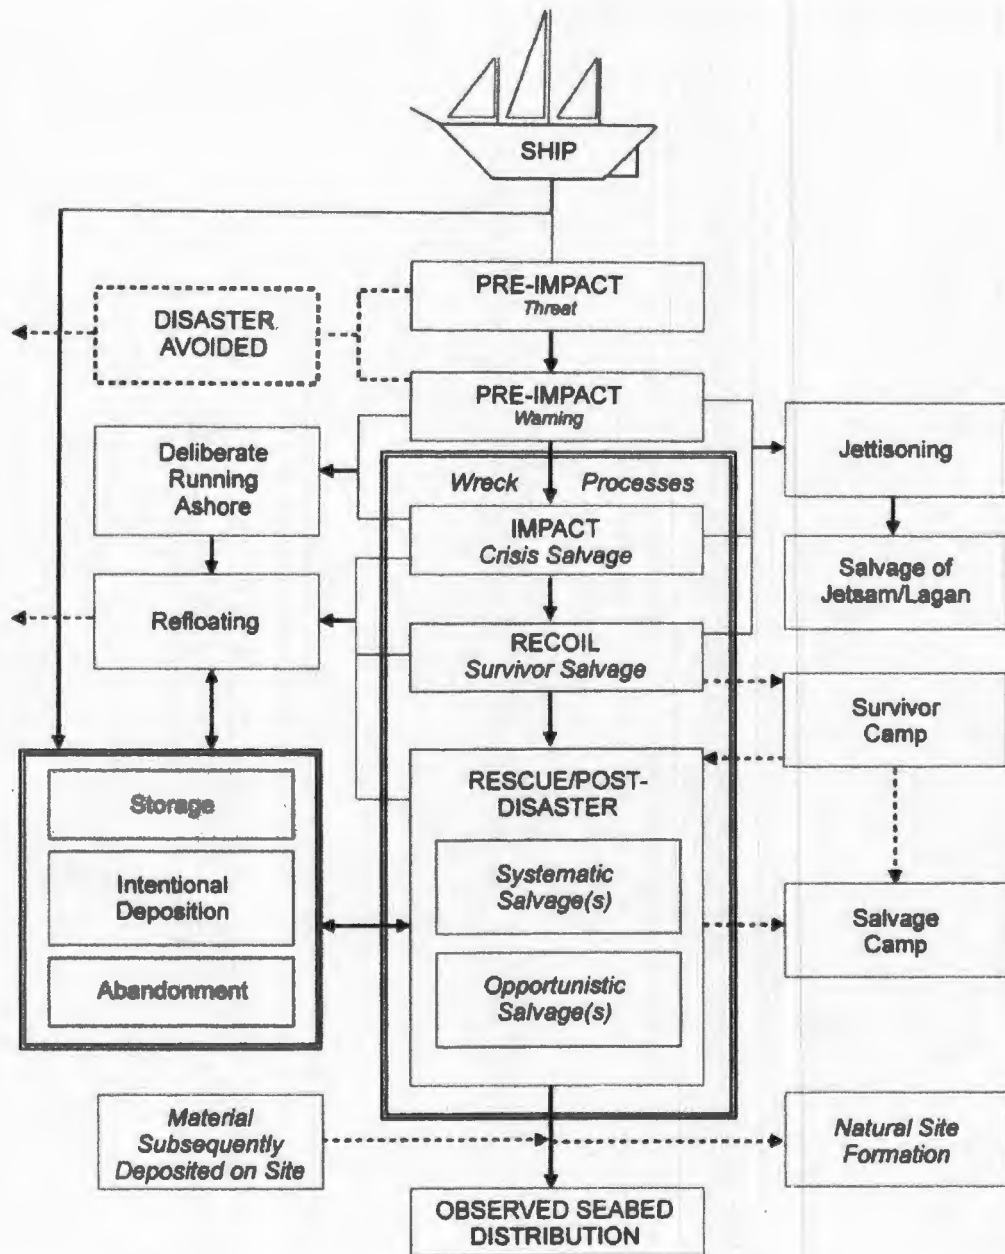 SHIP
PRE-IMPACT
Threat
DISASTER
AVOIDED
PRE-IMPACT
Warning
Deliberate
Running
Ashore
Jettisoning
Wreck Processes
IMPACT
Crisis Salvage
Salvage of
Jetsam/Lagan
Refloating
RECOIL
Survivor Salvage
Survivor
Camp
Storage
Intentional
Deposition
Abandonment
RESCUE/POST-
DISASTER
Systematic
Salvage(s)
Opportunistic
Salvage(s)
Salvage
Camp
Material
Subsequently
Deposited on Site
Natural Site
Formation
OBSERVED SEABED
DISTRIBUTION